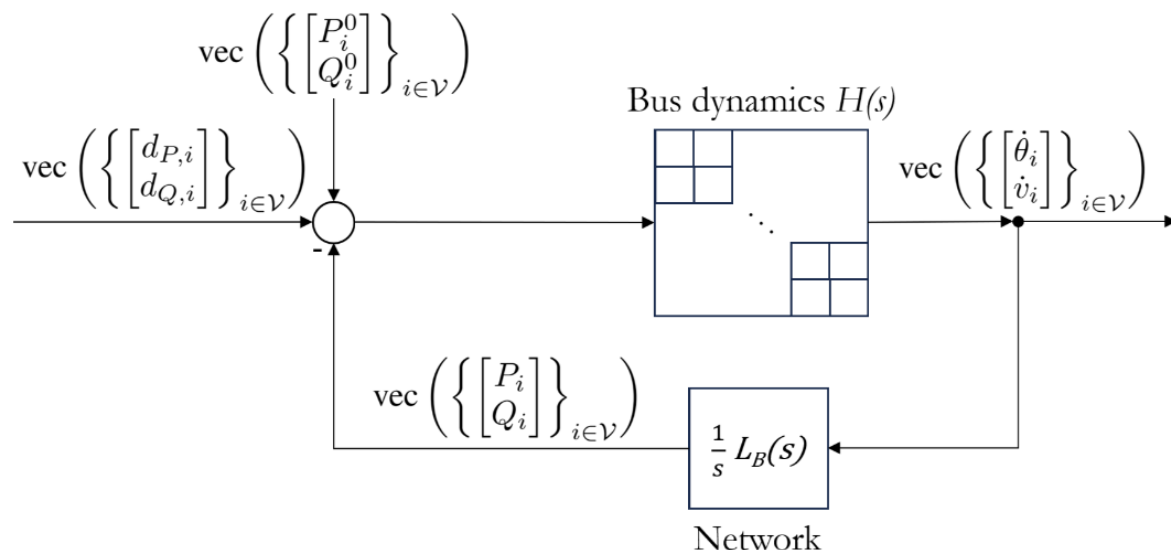 vec ( { [ P_i^0 Q_i^0 ] }_{i∈𝒱} )
Bus dynamics H(s)
vec ( { [ d_{P,i} d_{Q,i} ] }_{i∈𝒱} )
vec ( { [ θ̇_i v̇_i ] }_{i∈𝒱} )
-
⋱
vec ( { [ P_i Q_i ] }_{i∈𝒱} )
1/s L_B(s)
Network